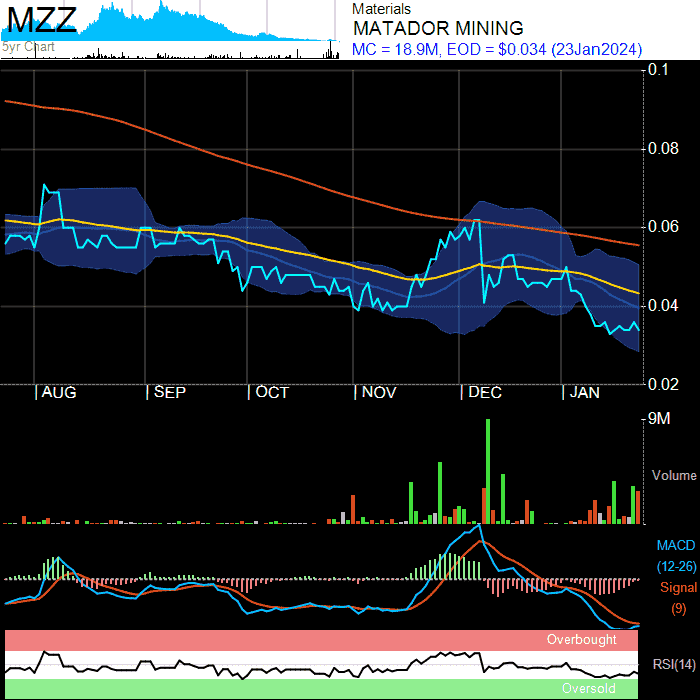 MZZ
5yr Chart
Materials
MATADOR MINING
MC = 18.9M, EOD = $0.034 (23Jan2024)
0.1
0.08
0.06
0.04
0.02
AUG SEP OCT NOV DEC JAN
9M
Volume
MACD
(12-26)
Signal
(9)
Overbought
RSI(14)
Oversold